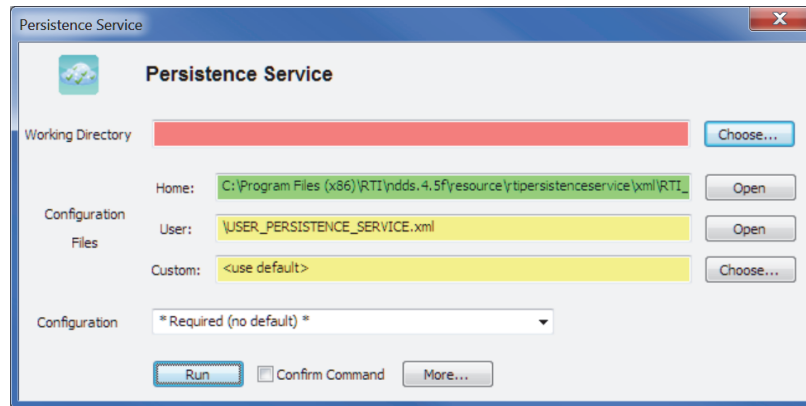 Persistence Service
Persistence Service
Working Directory
Choose...
Configuration
Files
Home:
C:\Program Files (x86)\RTI\ndds.4.5f\resource\rtipersistenceservice\xml\RTI_
Open
User:
\USER_PERSISTENCE_SERVICE.xml
Open
Custom:
<use default>
Choose...
Configuration
* Required (no default) *
Run
Confirm Command
More...